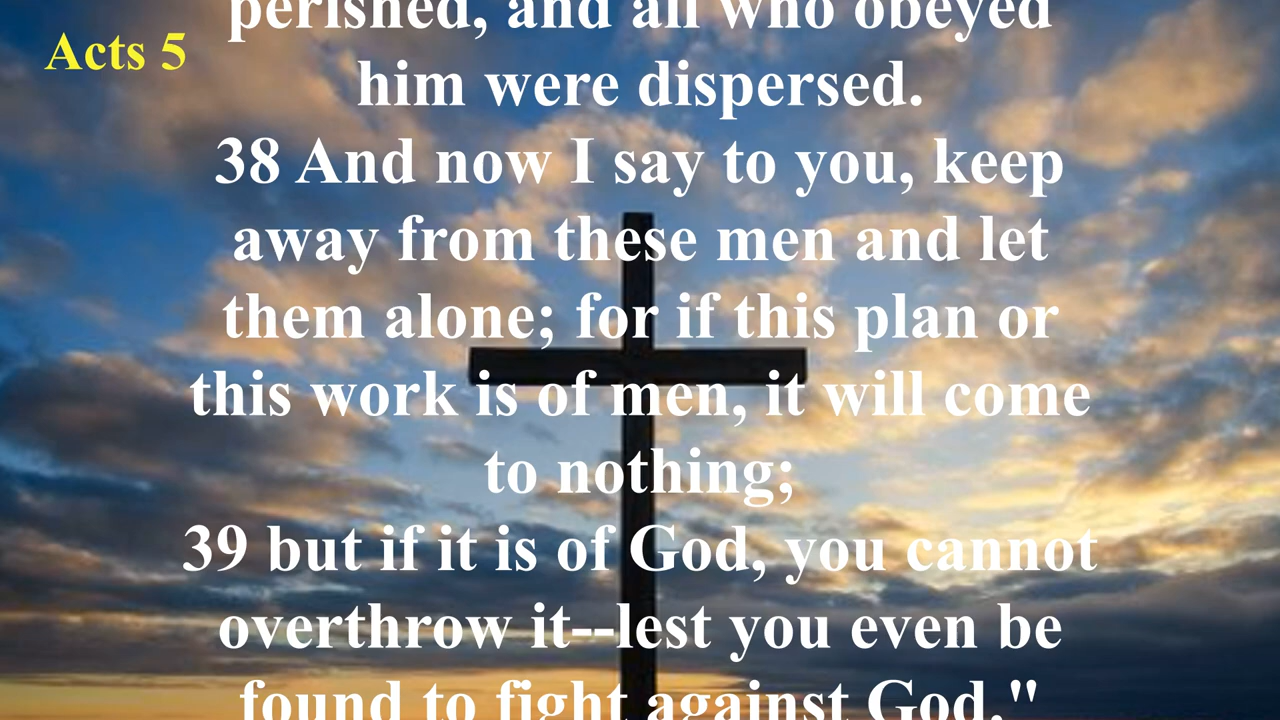 perished, and all who obeyed
Acts 5
him were dispersed.
38 And now I say to you, keep
away from these men and let
them alone; for if this plan or
this work is of men, it will come
to nothing;
39 but if it is of God, you cannot
overthrow it--lest you even be
found to fight against God."